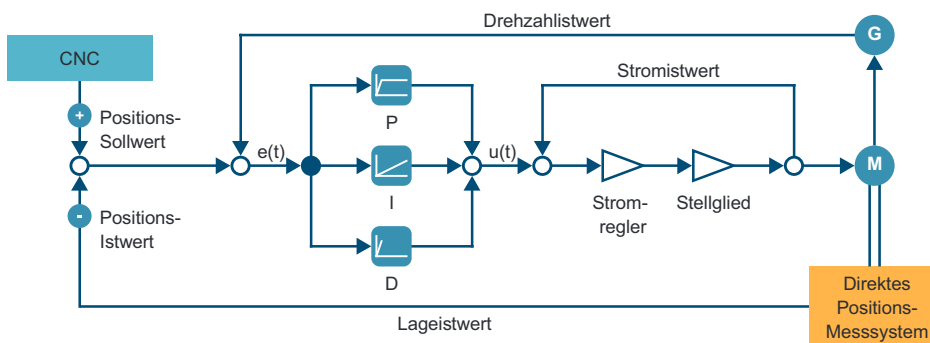 Drehzahlistwert
G
CNC
Stromistwert
+
Positions-
Sollwert
P
e(t)
u(t)
M
I
Strom-
regler
Stellglied
-
Positions-
Istwert
D
Direktes
Positions-
Messsystem
Lageistwert